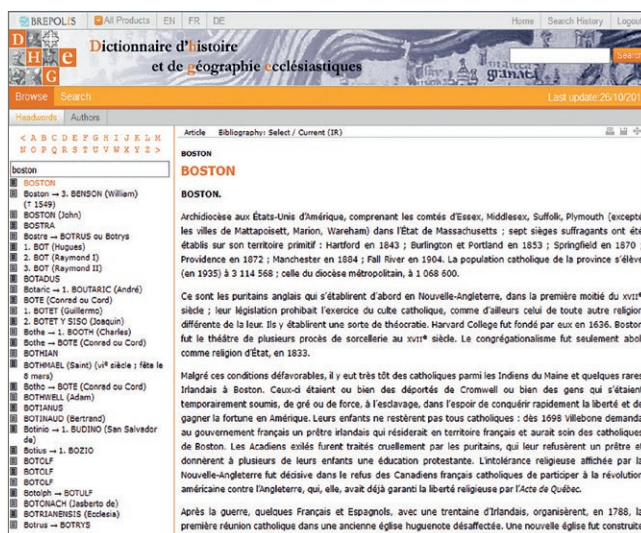 BREPOLIS All Products EN FR DE Home Search History Logout
DHGe
Dictionnaire d'histoire
et de géographie ecclésiastiques
Search
Browse Search Last update:26/10/201
Headwords Authors
< A B C D E F G H I J K L M
N O P Q R S T U V W X Y Z >
Article Bibliography: Select / Current (IR)
boston
BOSTON
Boston → 3. BENSON (William)
(† 1549)
BOSTON (John)
BOSTRA
Bostre → BOTRUS ou Botrys
1. BOT (Hugues)
2. BOT (Raymond I)
3. BOT (Raymond II)
BOTADUS
Botaric → 1. BOUTARIC (André)
BOTE (Conrad ou Cord)
1. BOTET (Guillermo)
2. BOTET Y SISO (Joaquin)
Bothe → 1. BOOTH (Charles)
Bothe → BOTE (Conrad ou Cord)
BOTHIAN
BOTHMAEL (Saint) (viᵉ siècle ; fête le
8 mars)
Botho → BOTE (Conrad ou Cord)
BOTHWELL (Adam)
BOTIANUS
BOTINAUD (Bertrand)
Botinio → 1. BUDINO (San Salvador
de)
Botius → 1. BOZIO
BOTOLF
BOTOLF
BOTOLF
Botolph → BOTULF
BOTONACH (Jasberto de)
BOTRIANENSIS (Ecclesia)
Botrus → BOTRYS
BOSTON
BOSTON
BOSTON.
Archidiocèse aux États-Unis d'Amérique, comprenant les comtés d'Essex, Middlesex, Suffolk, Plymouth (excepté
les villes de Mattapoisett, Marion, Wareham) dans l'État de Massachusetts ; sept sièges suffragants ont été
établis sur son territoire primitif : Hartford en 1843 ; Burlington et Portland en 1853 ; Springfield en 1870 ;
Providence en 1872 ; Manchester en 1884 ; Fall River en 1904. La population catholique de la province s'élève
(en 1935) à 3 114 568 ; celle du diocèse métropolitain, à 1 068 600.
Ce sont les puritains anglais qui s'établirent d'abord en Nouvelle-Angleterre, dans la première moitié du xviiᵉ
siècle ; leur législation prohibait l'exercice du culte catholique, comme d'ailleurs celui de toute autre religion
différente de la leur. Ils y établirent une sorte de théocratie. Harvard College fut fondé par eux en 1636. Boston
fut le théâtre de plusieurs procès de sorcellerie au xviiᵉ siècle. Le congrégationalisme fut seulement abol
comme religion d'État, en 1833.
Malgré ces conditions défavorables, il y eut très tôt des catholiques parmi les Indiens du Maine et quelques rares
Irlandais à Boston. Ceux-ci étaient ou bien des déportés de Cromwell ou bien des gens qui s'étaient
temporairement soumis, de gré ou de force, à l'esclavage, dans l'espoir de conquérir rapidement la liberté et de
gagner la fortune en Amérique. Leurs enfants ne restèrent pas tous catholiques : dès 1698 Villebone demanda
au gouvernement français un prêtre irlandais qui résiderait en territoire français et aurait soin des catholiques
de Boston. Les Acadiens exilés furent traités cruellement par les puritains, qui leur refusèrent un prêtre et
donnèrent à plusieurs de leurs enfants une éducation protestante. L'intolérance religieuse affichée par la
Nouvelle-Angleterre fut décisive dans le refus des Canadiens français catholiques de participer à la révolution
américaine contre l'Angleterre, qui, elle, avait déjà garanti la liberté religieuse par l'Acte de Québec.
Après la guerre, quelques Français et Espagnols, avec une trentaine d'Irlandais, organisèrent, en 1788, la
première réunion catholique dans une ancienne église huguenote désaffectée. Une nouvelle église fut construite